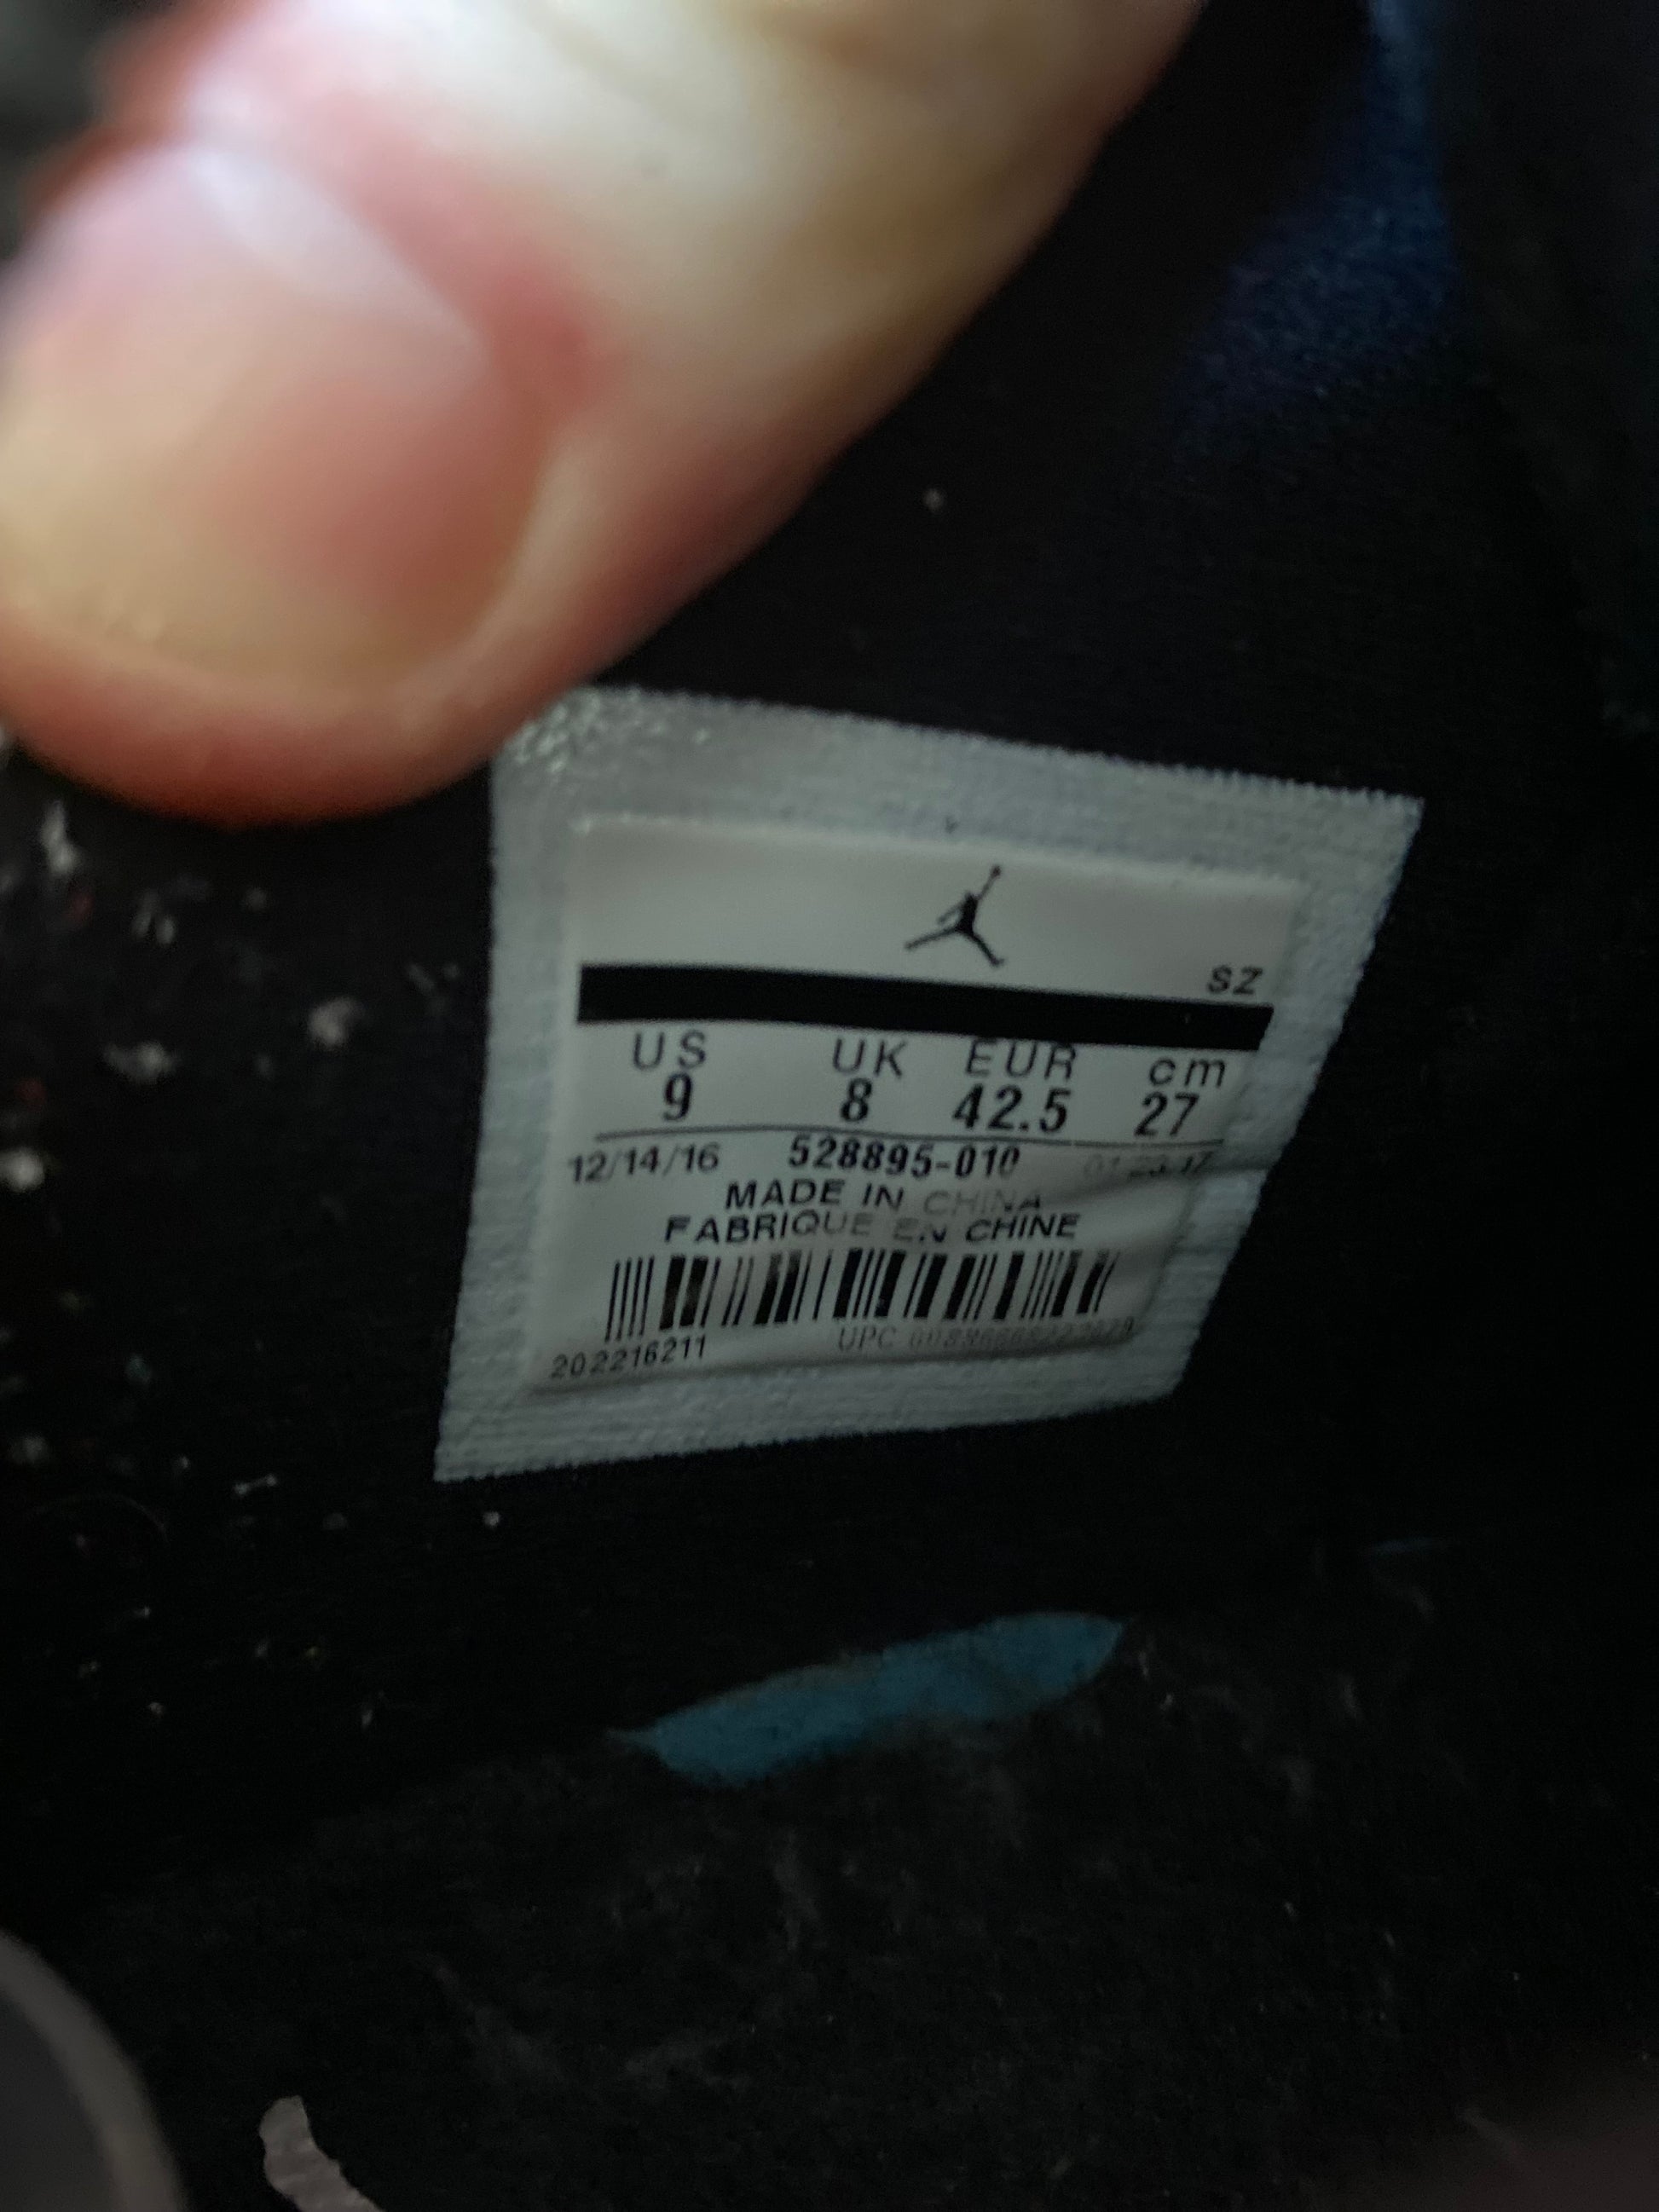 SZ
US UK EUR cm
9 8 42.5 27
12/14/16 528895-010
MADE IN CHINA
FABRIQUE EN CHINE
202216211 UPC